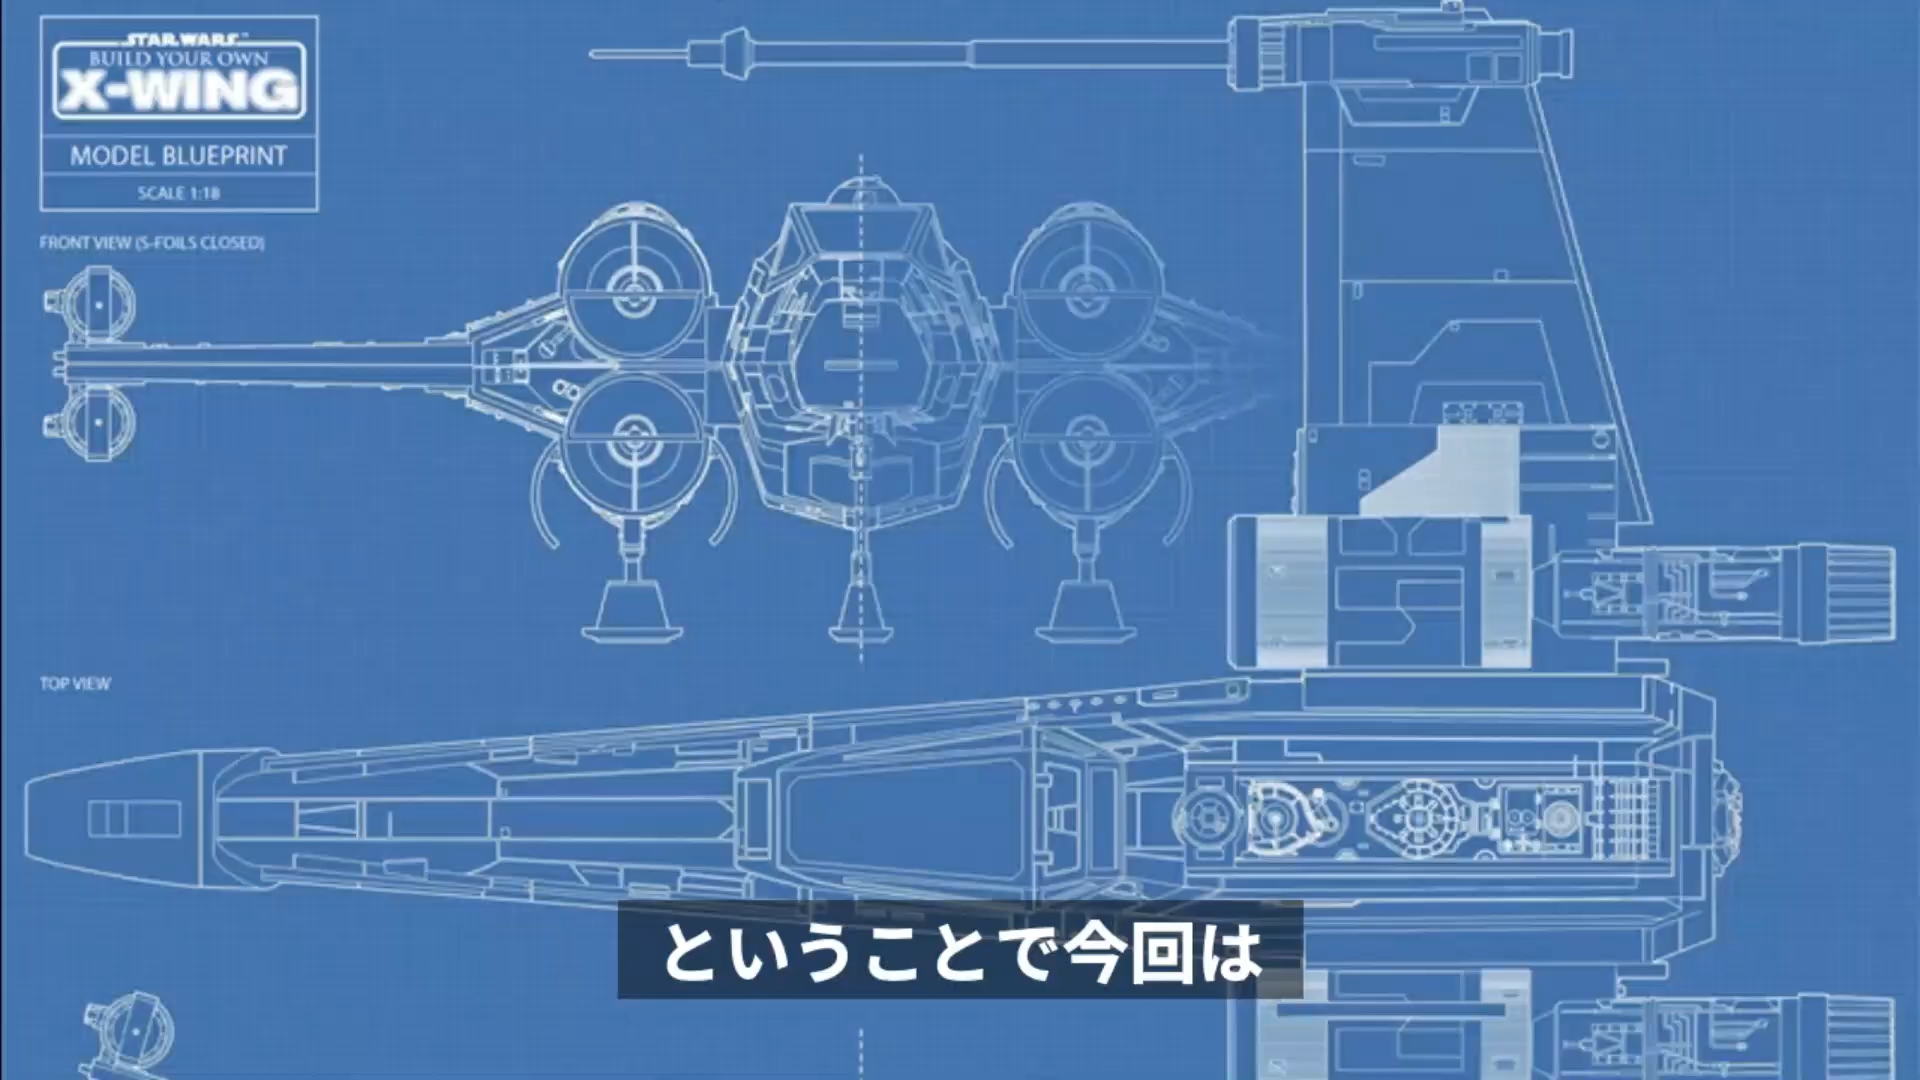 STAR WARS™
BUILD YOUR OWN
X-WING
MODEL BLUEPRINT
SCALE 1:18
FRONT VIEW (S-FOILS CLOSED)
TOP VIEW
ということで今回は